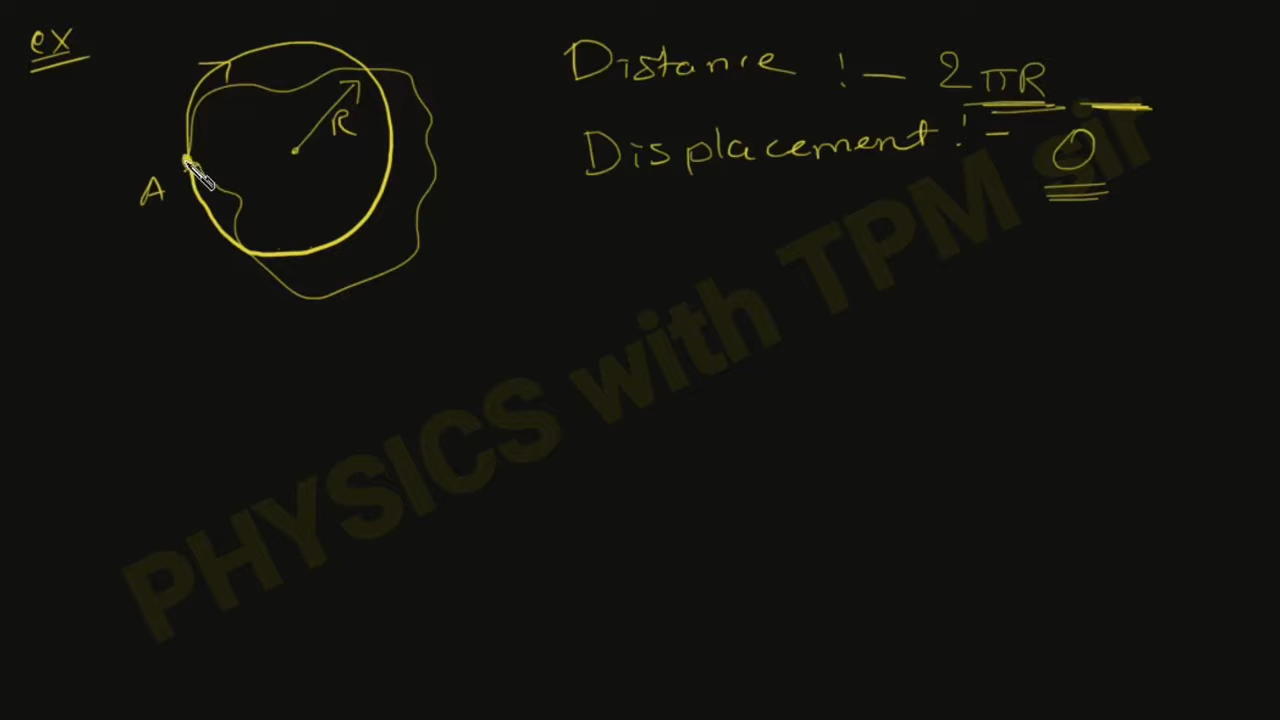 ex
Distance :- 2πR
Displacement :- 0
R
A
PHYSICS with TPM sir